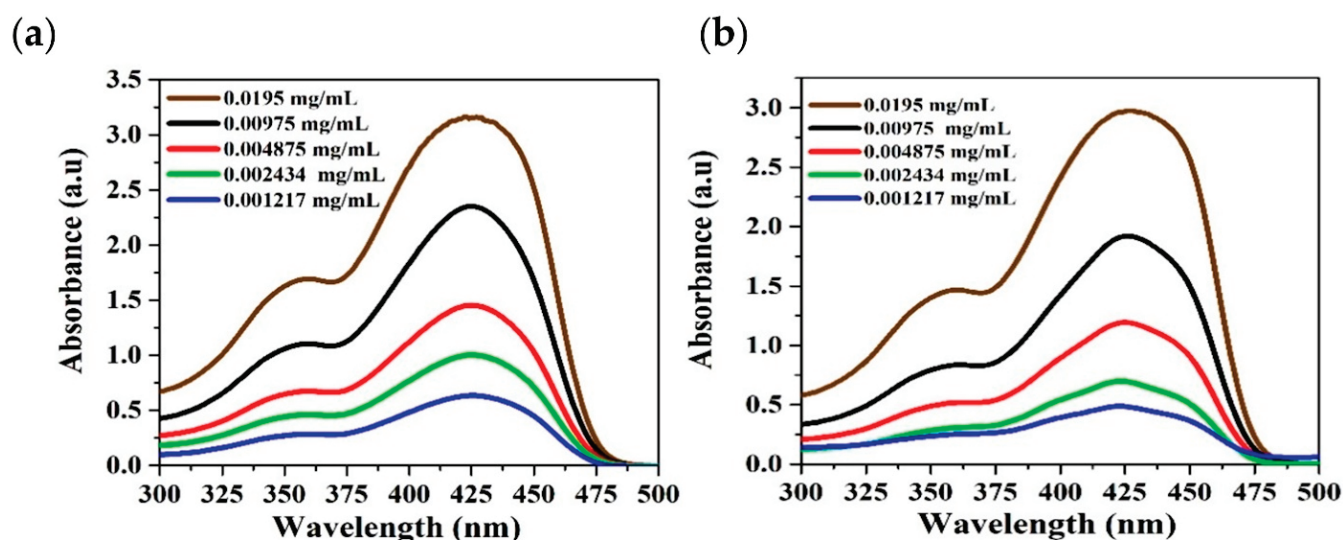 (a)
(b)
3.5
3.0
2.5
2.0
1.5
1.0
0.5
0.0
Absorbance (a.u)
0.0195 mg/mL
0.00975 mg/mL
0.004875 mg/mL
0.002434 mg/mL
0.001217 mg/mL
300 325 350 375 400 425 450 475 500
Wavelength (nm)
3.0
2.5
2.0
1.5
1.0
0.5
0.0
Absorbance (a.u)
0.0195 mg/mL
0.00975 mg/mL
0.004875 mg/mL
0.002434 mg/mL
0.001217 mg/mL
300 325 350 375 400 425 450 475 500
Wavelength (nm)